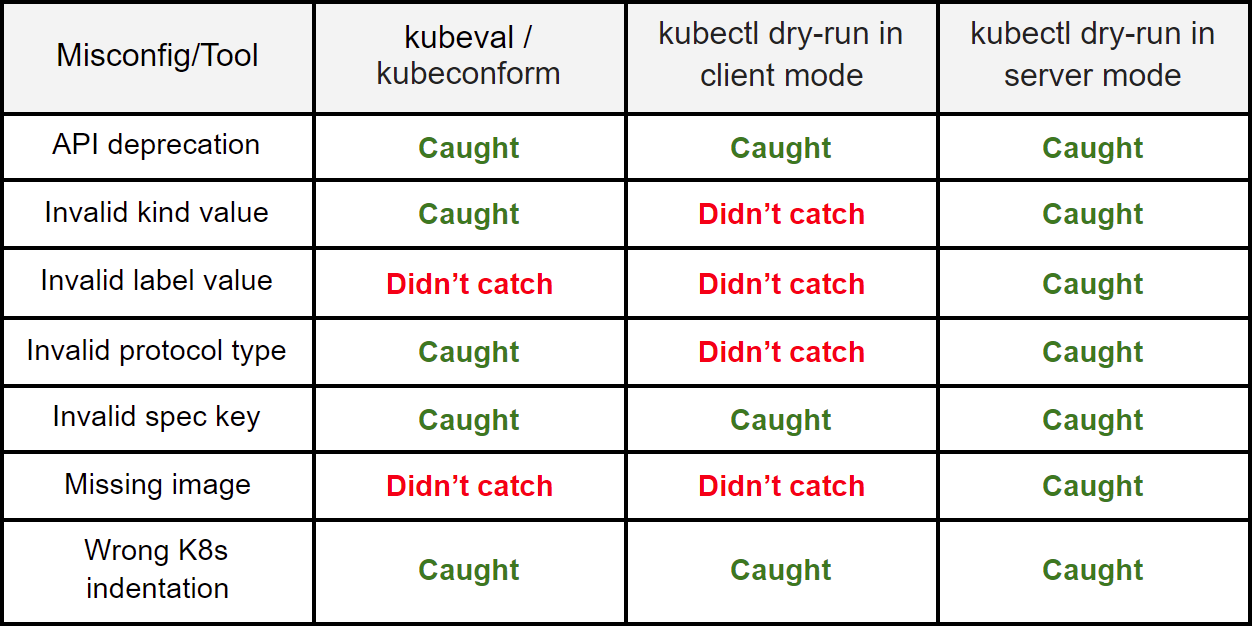 Misconfig/Tool
kubeval /
kubeconform
kubectl dry-run in
client mode
kubectl dry-run in
server mode
API deprecation
Caught
Caught
Caught
Invalid kind value
Caught
Didn’t catch
Caught
Invalid label value
Didn’t catch
Didn’t catch
Caught
Invalid protocol type
Caught
Didn’t catch
Caught
Invalid spec key
Caught
Caught
Caught
Missing image
Didn’t catch
Didn’t catch
Caught
Wrong K8s
indentation
Caught
Caught
Caught